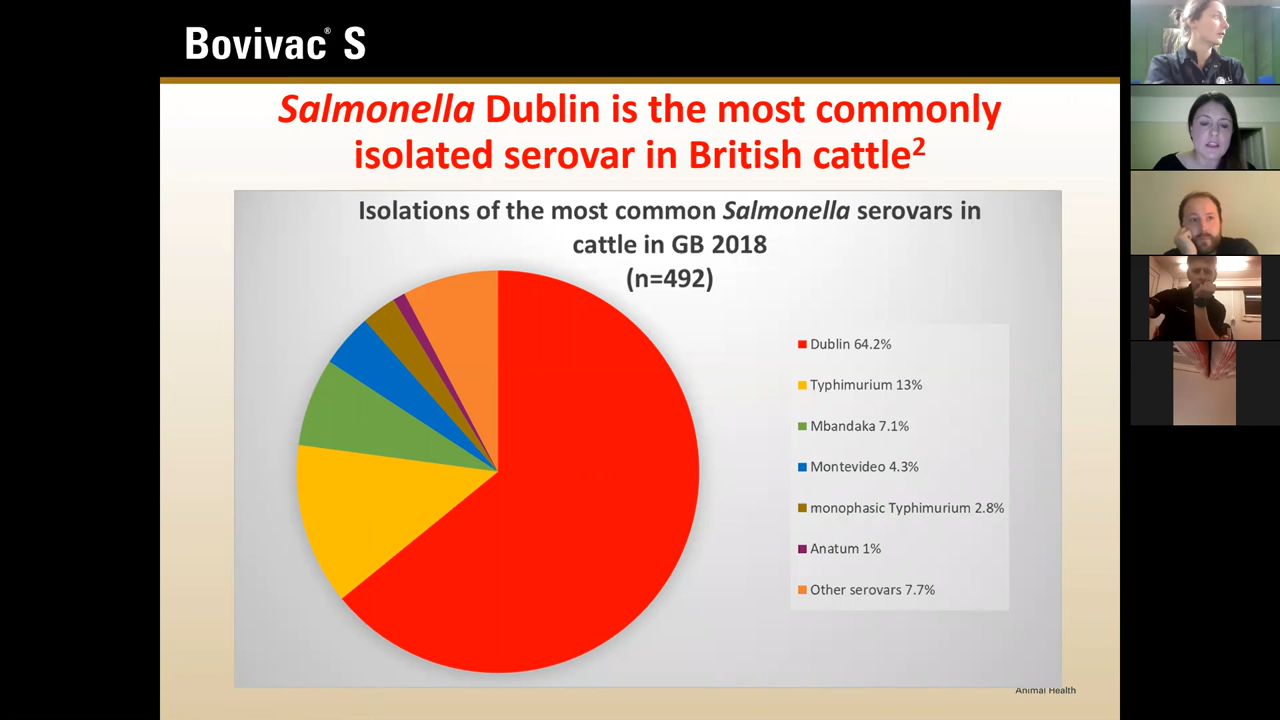 Bovivac® S
Salmonella Dublin is the most commonly
isolated serovar in British cattle²
Isolations of the most common Salmonella serovars in
cattle in GB 2018
(n=492)
Dublin 64.2%
Typhimurium 13%
Mbandaka 7.1%
Montevideo 4.3%
monophasic Typhimurium 2.8%
Anatum 1%
Other serovars 7.7%
Animal Health